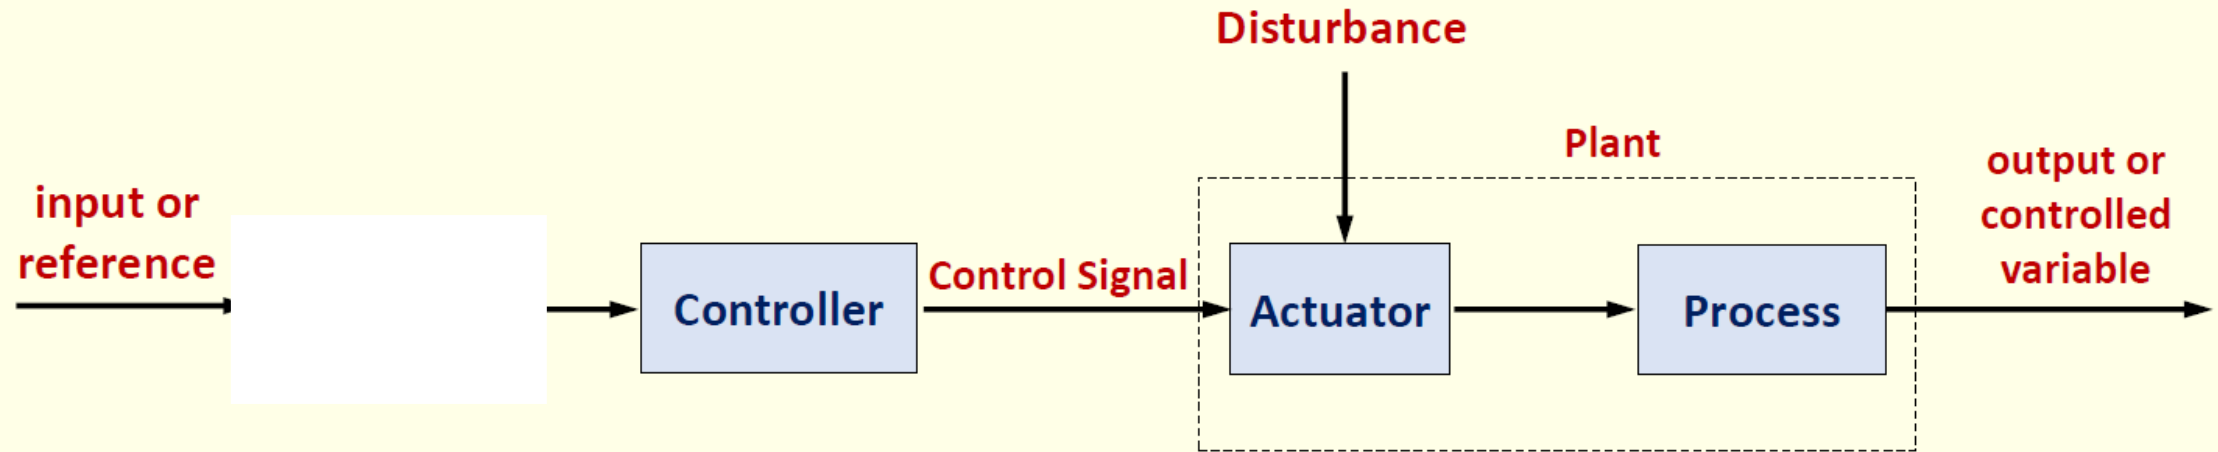 Disturbance
Plant
input or
reference
Controller
Control Signal
Actuator
Process
output or
controlled
variable